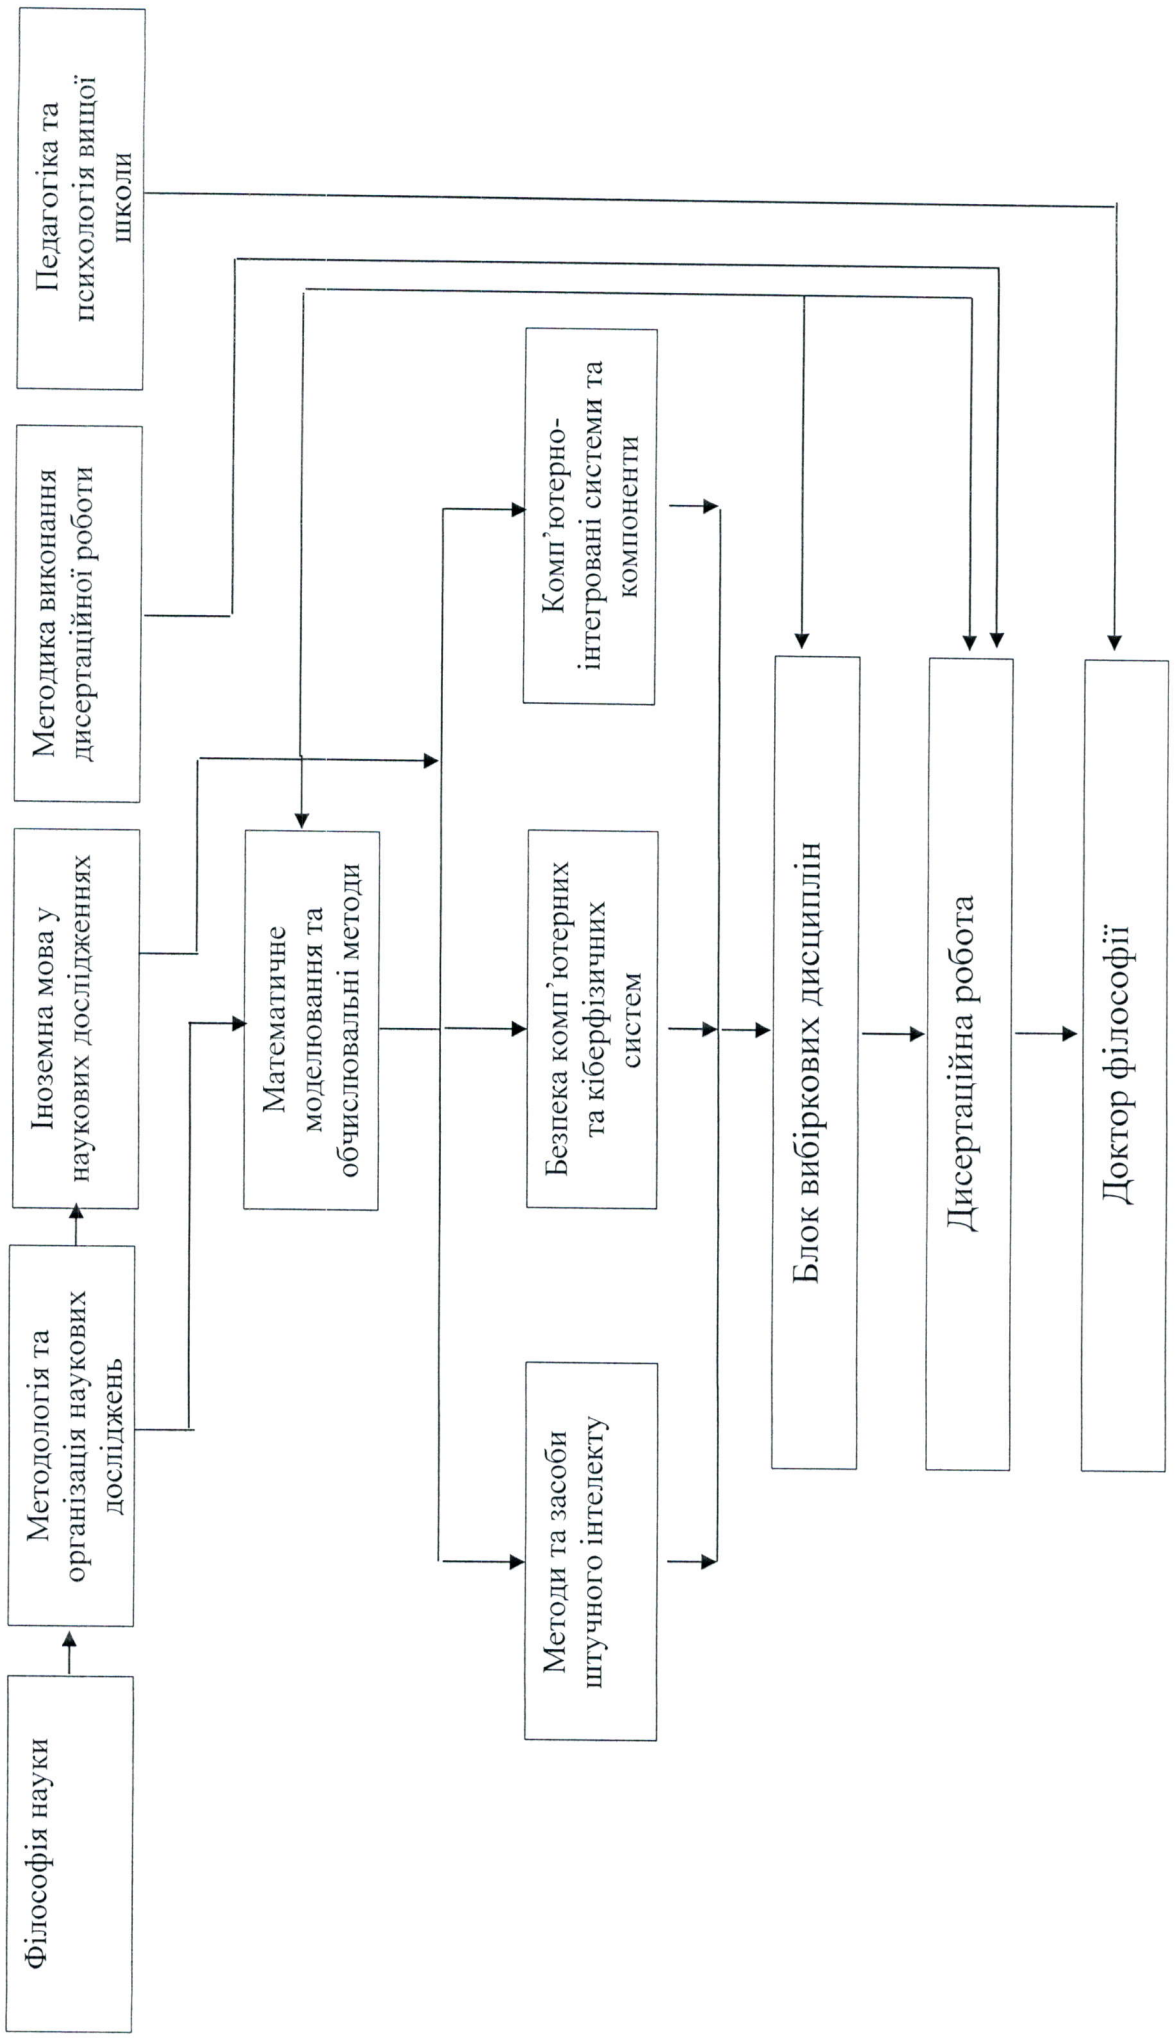 Філософія науки
Методологія та
організація наукових
досліджень
Іноземна мова у
наукових дослідженнях
Методика виконання
дисертаційної роботи
Педагогіка та
психологія вищої
школи
Математичне
моделювання та
обчислювальні методи
Методи та засоби
штучного інтелекту
Безпека комп'ютерних
та кіберфізичних
систем
Комп'ютерно-
інтегровані системи та
компоненти
Блок вибіркових дисциплін
Дисертаційна робота
Доктор філософії